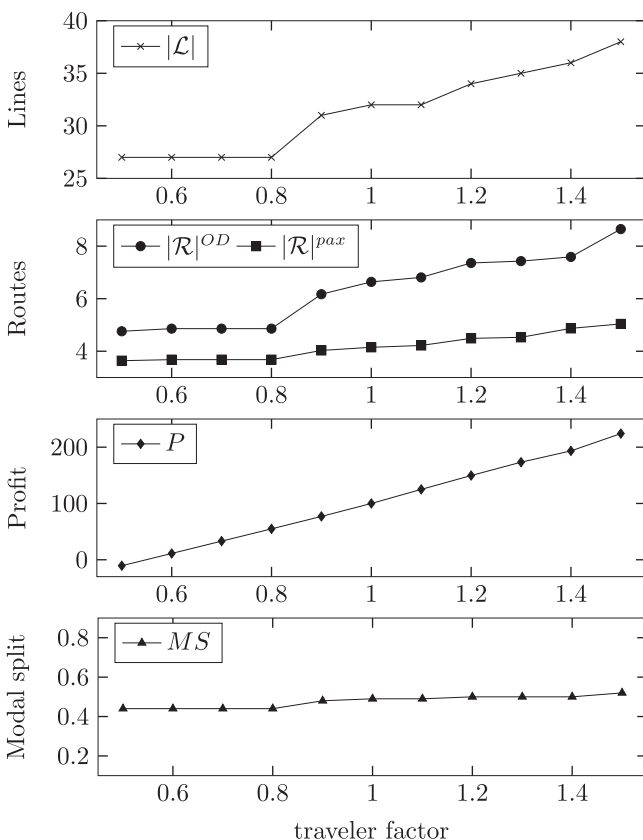 Lines
40
35
30
25
|ℒ|
0.6 0.8 1 1.2 1.4
Routes
8
6
4
|ℛ|^{OD} |ℛ|^{pax}
0.6 0.8 1 1.2 1.4
Profit
200
100
0
P
0.6 0.8 1 1.2 1.4
Modal split
0.8
0.6
0.4
0.2
MS
0.6 0.8 1 1.2 1.4
traveler factor